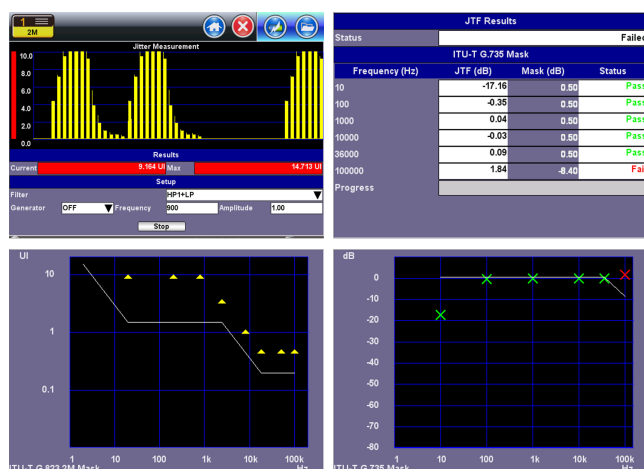 1
2M
Jitter Measurement
10.0
8.0
6.0
4.0
2.0
0.0
Results
Current 9.164 UI Max 14.713 UI
Setup
Filter HP1+LP
Generator OFF Frequency 900 Amplitude 1.00
Stop
JTF Results
Status Failed
ITU-T G.735 Mask
Frequency (Hz) JTF (dB) Mask (dB) Status
10 -17.16 0.50 Pass
100 -0.35 0.50 Pass
1000 0.04 0.50 Pass
10000 -0.03 0.50 Pass
36000 0.09 0.50 Pass
100000 1.84 -8.40 Fail
Progress
UI
10
1
0.1
1 10 100 1k 10k 100k
ITU-T G.823 2M Mask Hz
dB
0
-10
-20
-30
-40
-50
-60
-70
-80
1 10 100 1k 10k 100k
ITU-T G.735 Mask Hz